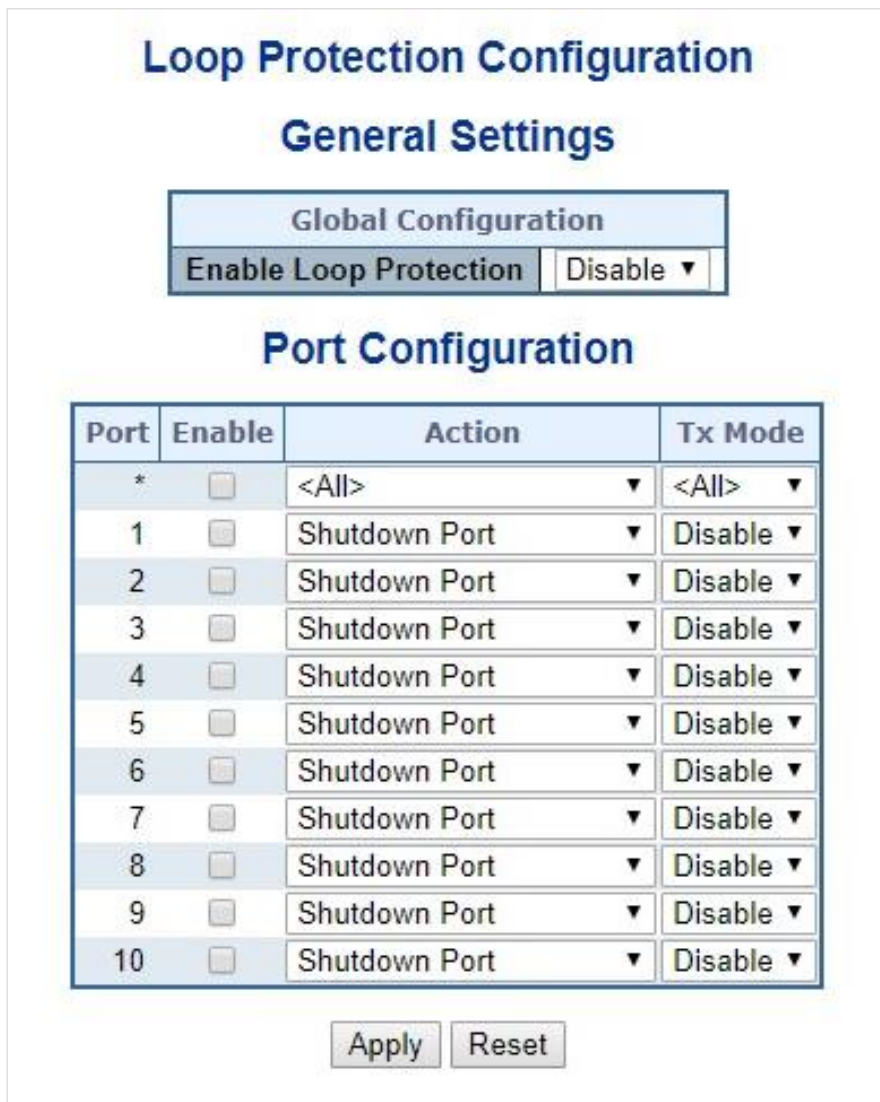 Loop Protection Configuration
General Settings
Global Configuration
Enable Loop Protection Disable
Port Configuration
Port Enable Action Tx Mode
* <All> <All>
1 Shutdown Port Disable
2 Shutdown Port Disable
3 Shutdown Port Disable
4 Shutdown Port Disable
5 Shutdown Port Disable
6 Shutdown Port Disable
7 Shutdown Port Disable
8 Shutdown Port Disable
9 Shutdown Port Disable
10 Shutdown Port Disable
Apply Reset